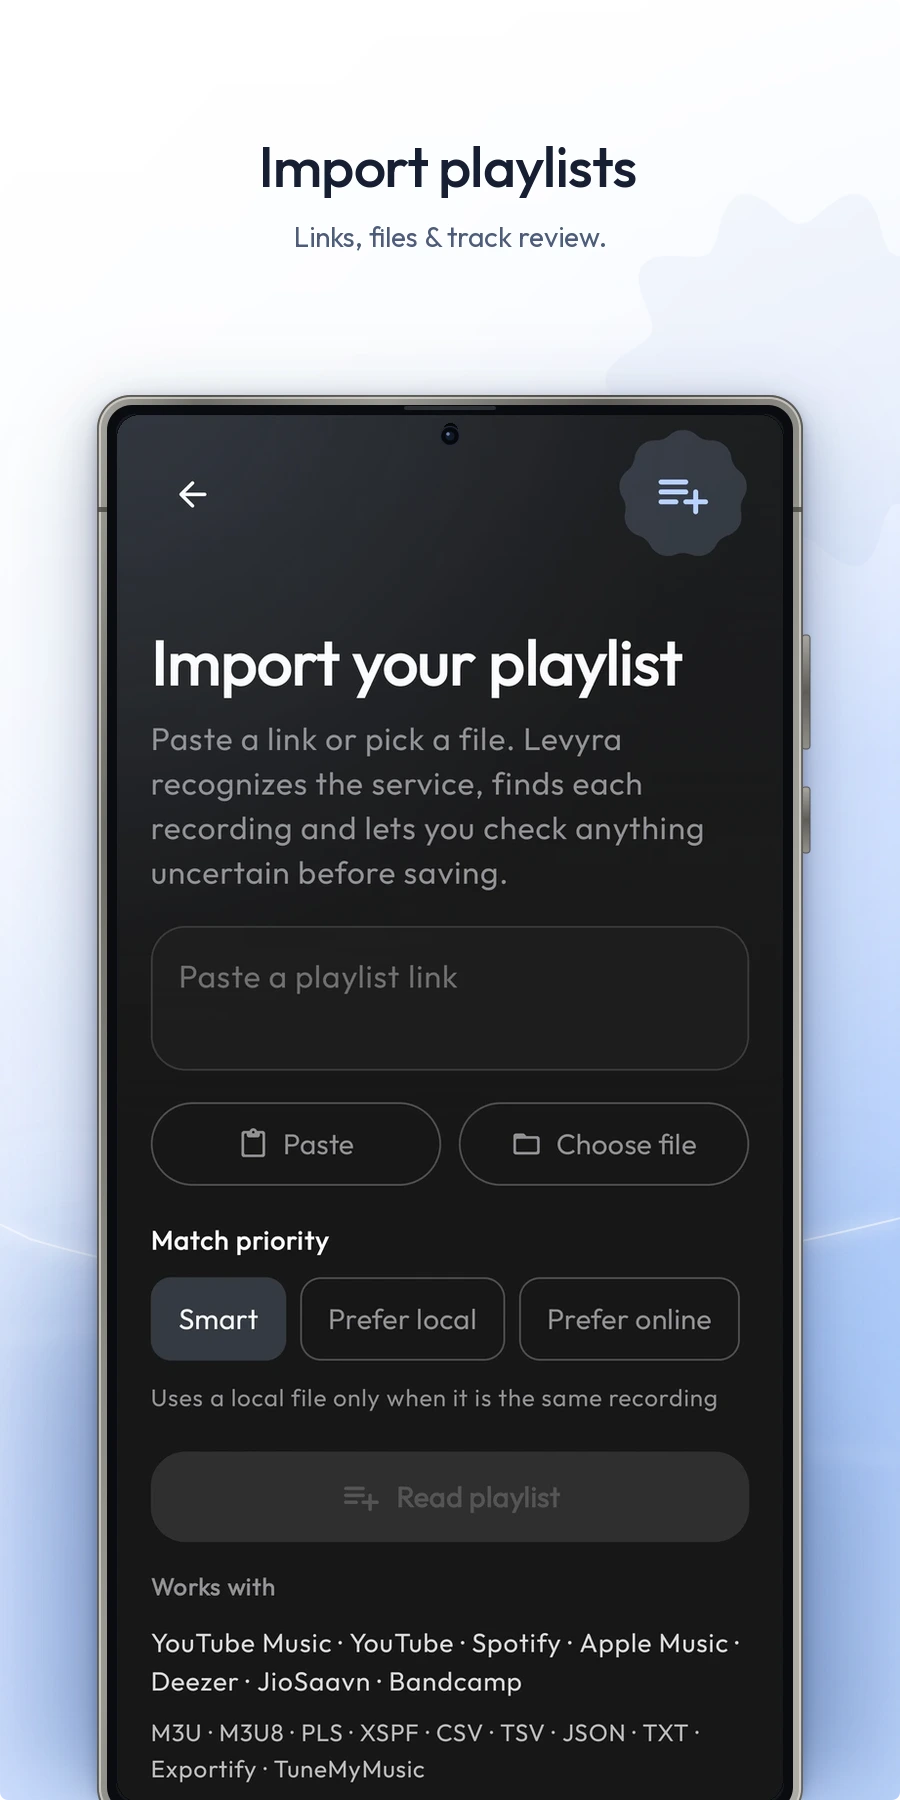 Import playlists
Links, files & track review.
Import your playlist
Paste a link or pick a file. Levyra
recognizes the service, finds each
recording and lets you check anything
uncertain before saving.
Paste a playlist link
Paste
Choose file
Match priority
Smart
Prefer local
Prefer online
Uses a local file only when it is the same recording
Read playlist
Works with
YouTube Music · YouTube · Spotify · Apple Music ·
Deezer · JioSaavn · Bandcamp
M3U · M3U8 · PLS · XSPF · CSV · TSV · JSON · TXT ·
Exportify · TuneMyMusic